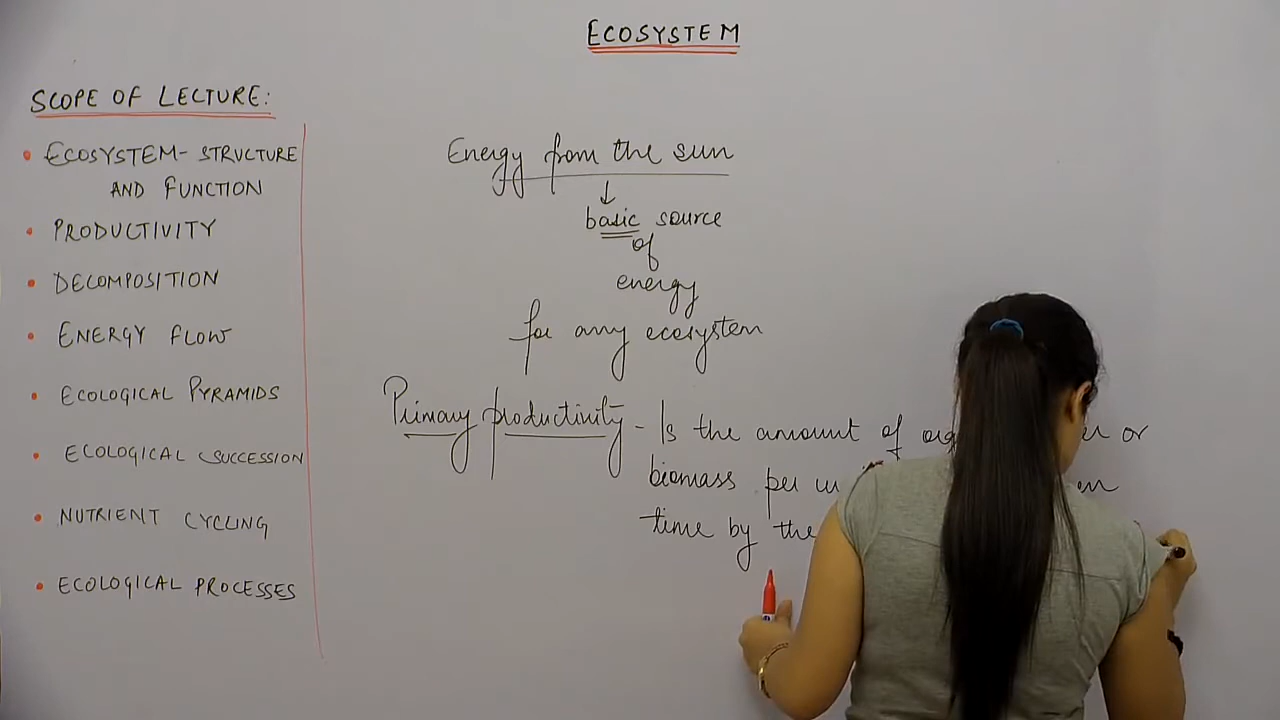 ECOSYSTEM
SCOPE OF LECTURE:
• ECOSYSTEM- STRUCTURE
AND FUNCTION
• PRODUCTIVITY
• DECOMPOSITION
• ENERGY FLOW
• ECOLOGICAL PYRAMIDS
• ECOLOGICAL SUCCESSION
• NUTRIENT CYCLING
• ECOLOGICAL PROCESSES
Energy from the sun
↓
basic source
of
energy
for any ecosystem
Primary productivity - Is the amount of or
biomass per
time by the